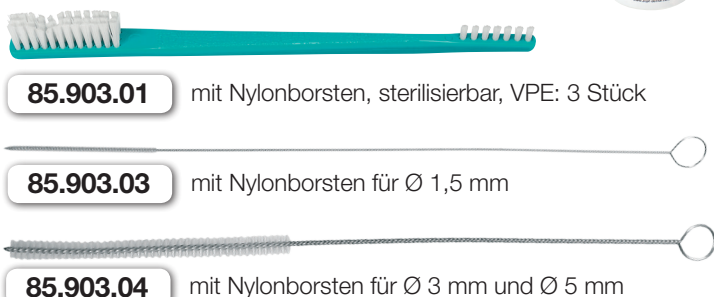 85.903.01 mit Nylonborsten, sterilisierbar, VPE: 3 Stück
85.903.03 mit Nylonborsten für Ø 1,5 mm
85.903.04 mit Nylonborsten für Ø 3 mm und Ø 5 mm